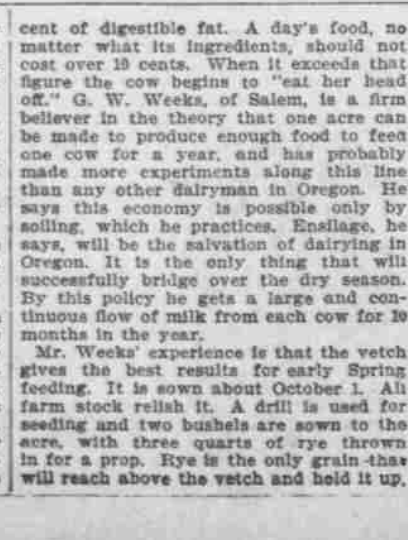 cent of digestible fat. A day's food, no
matter what its ingredients, should not
cost over 10 cents. When it exceeds that
figure the cow begins to "eat her head
off." G. W. Weeks, of Salem, is a firm
believer in the theory that one acre can
be made to produce enough food to feed
one cow for a year, and has probably
made more experiments along this line
than any other dairyman in Oregon. He
says this economy is possible only by
soiling, which he practices. Ensilage, he
says, will be the salvation of dairying in
Oregon. It is the only thing that will
successfully bridge over the dry season.
By this policy he gets a large and con-
tinuous flow of milk from each cow for 10
months in the year.
Mr. Weeks' experience is that the vetch
gives the best results for early Spring
feeding. It is sown about October 1. All
farm stock relish it. A drill is used for
seeding and two bushels are sown to the
acre, with three quarts of rye thrown
in for a prop. Rye is the only grain that
will reach above the vetch and hold it up.